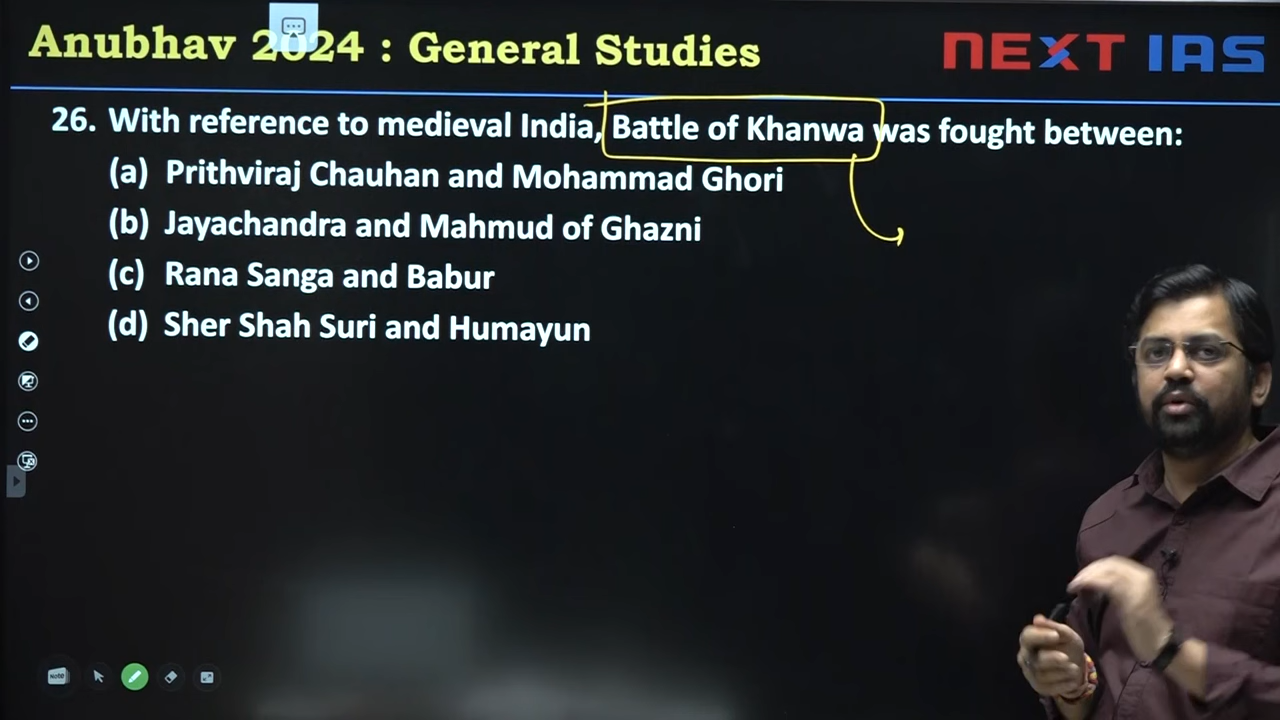 Anubhav 2024 : General Studies
NEXT IAS
26. With reference to medieval India, Battle of Khanwa was fought between:
(a) Prithviraj Chauhan and Mohammad Ghori
(b) Jayachandra and Mahmud of Ghazni
(c) Rana Sanga and Babur
(d) Sher Shah Suri and Humayun
Note